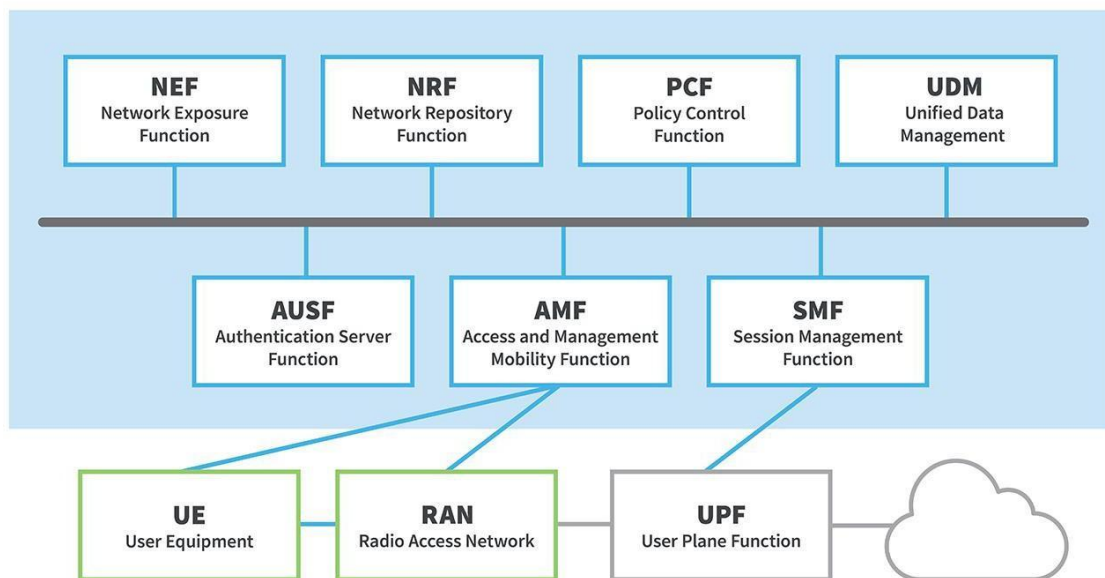 NEF
Network Exposure
Function
NRF
Network Repository
Function
PCF
Policy Control
Function
UDM
Unified Data
Management
AUSF
Authentication Server
Function
AMF
Access and Management
Mobility Function
SMF
Session Management
Function
UE
User Equipment
RAN
Radio Access Network
UPF
User Plane Function